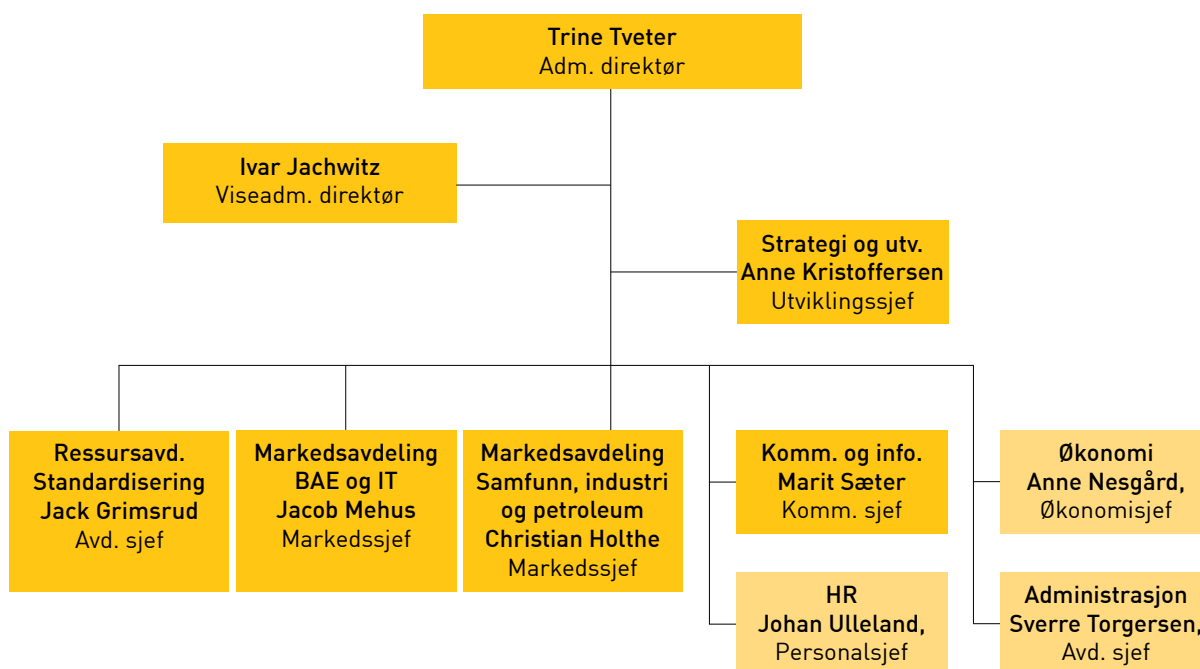 Trine Tveter
Adm. direktør
Ivar Jachwitz
Viseadm. direktør
Strategi og utv.
Anne Kristoffersen
Utviklingssjef
Ressursavd.
Standardisering
Jack Grimsrud
Avd. sjef
Markedsavdeling
BAE og IT
Jacob Mehus
Markedssjef
Markedsavdeling
Samfunn, industri
og petroleum
Christian Holthe
Markedssjef
Komm. og info.
Marit Sæter
Komm. sjef
Økonomi
Anne Nesgård,
Økonomisjef
HR
Johan Ulleland,
Personalsjef
Administrasjon
Sverre Torgersen,
Avd. sjef